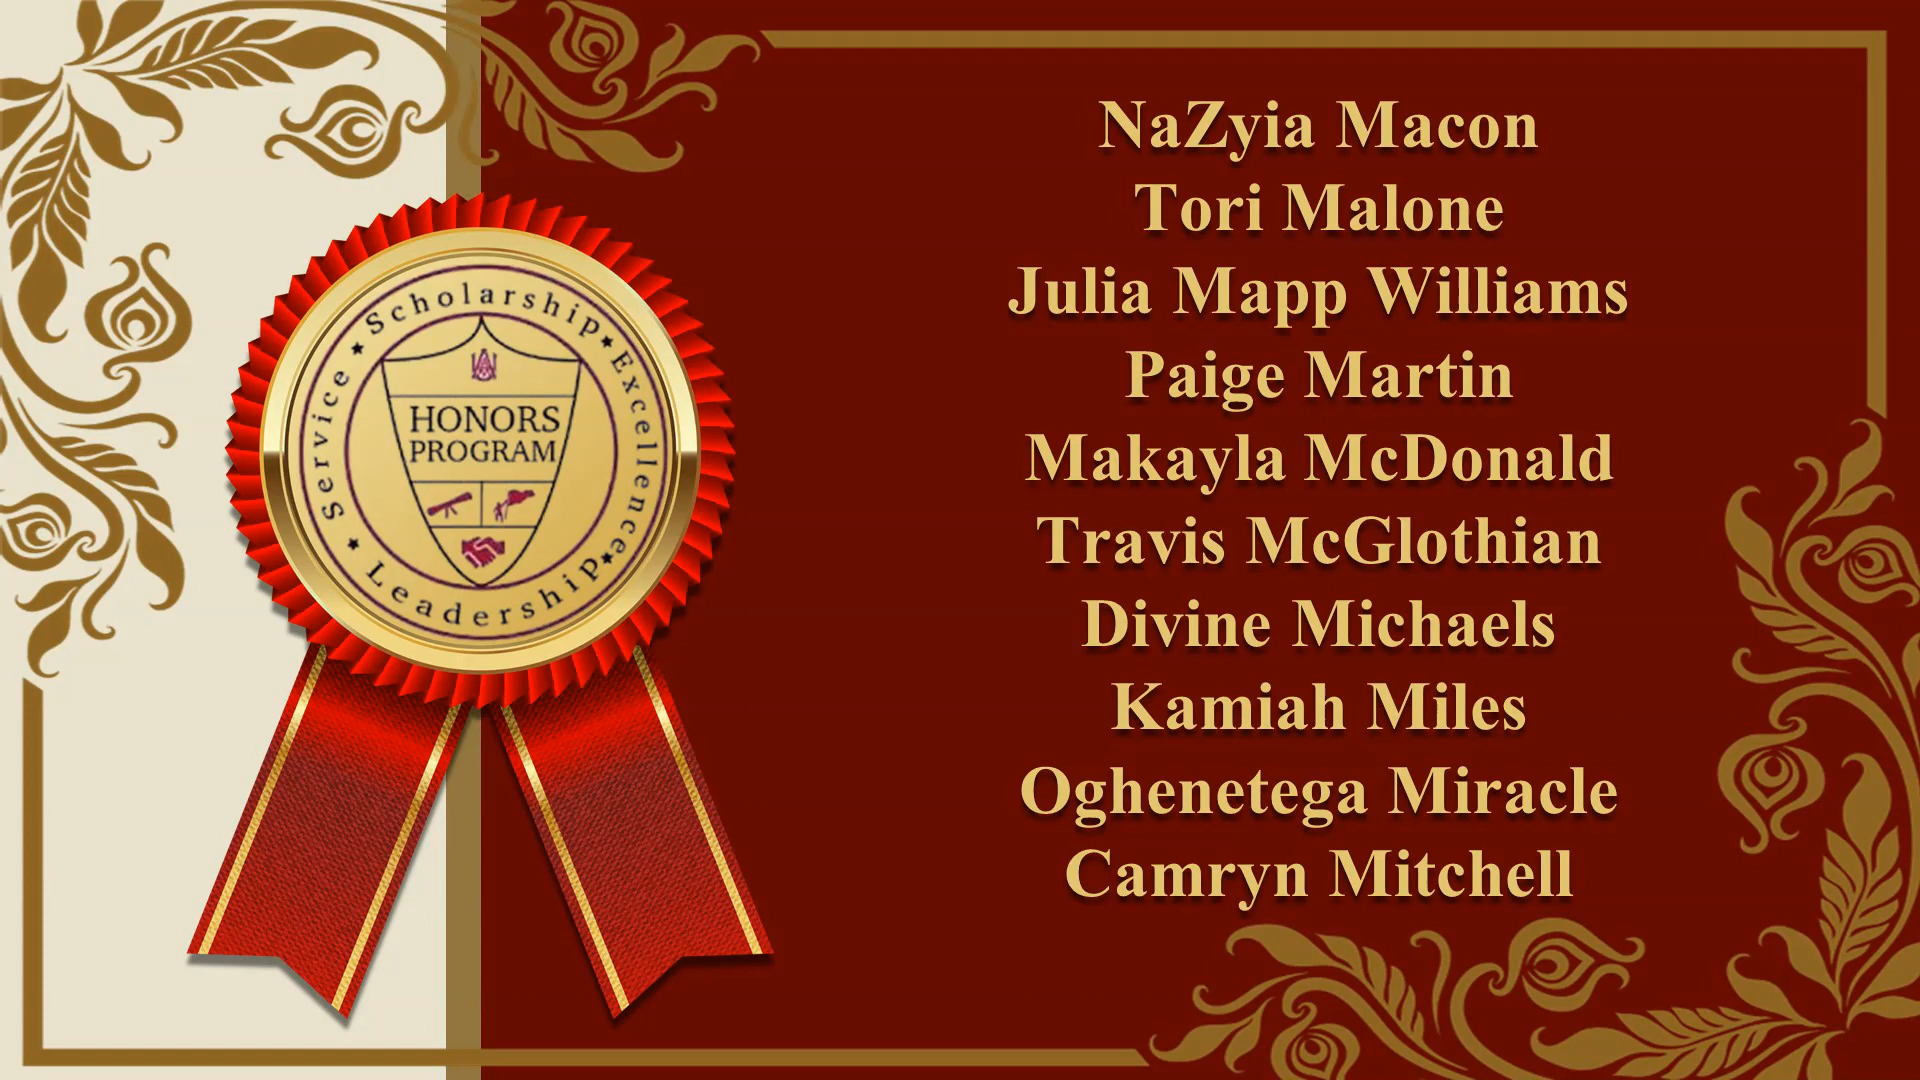 Scholarship
Excellence
Service
Leadership
HONORS
PROGRAM
NaZyia Macon
Tori Malone
Julia Mapp Williams
Paige Martin
Makayla McDonald
Travis McGlothian
Divine Michaels
Kamiah Miles
Oghenetega Miracle
Camryn Mitchell